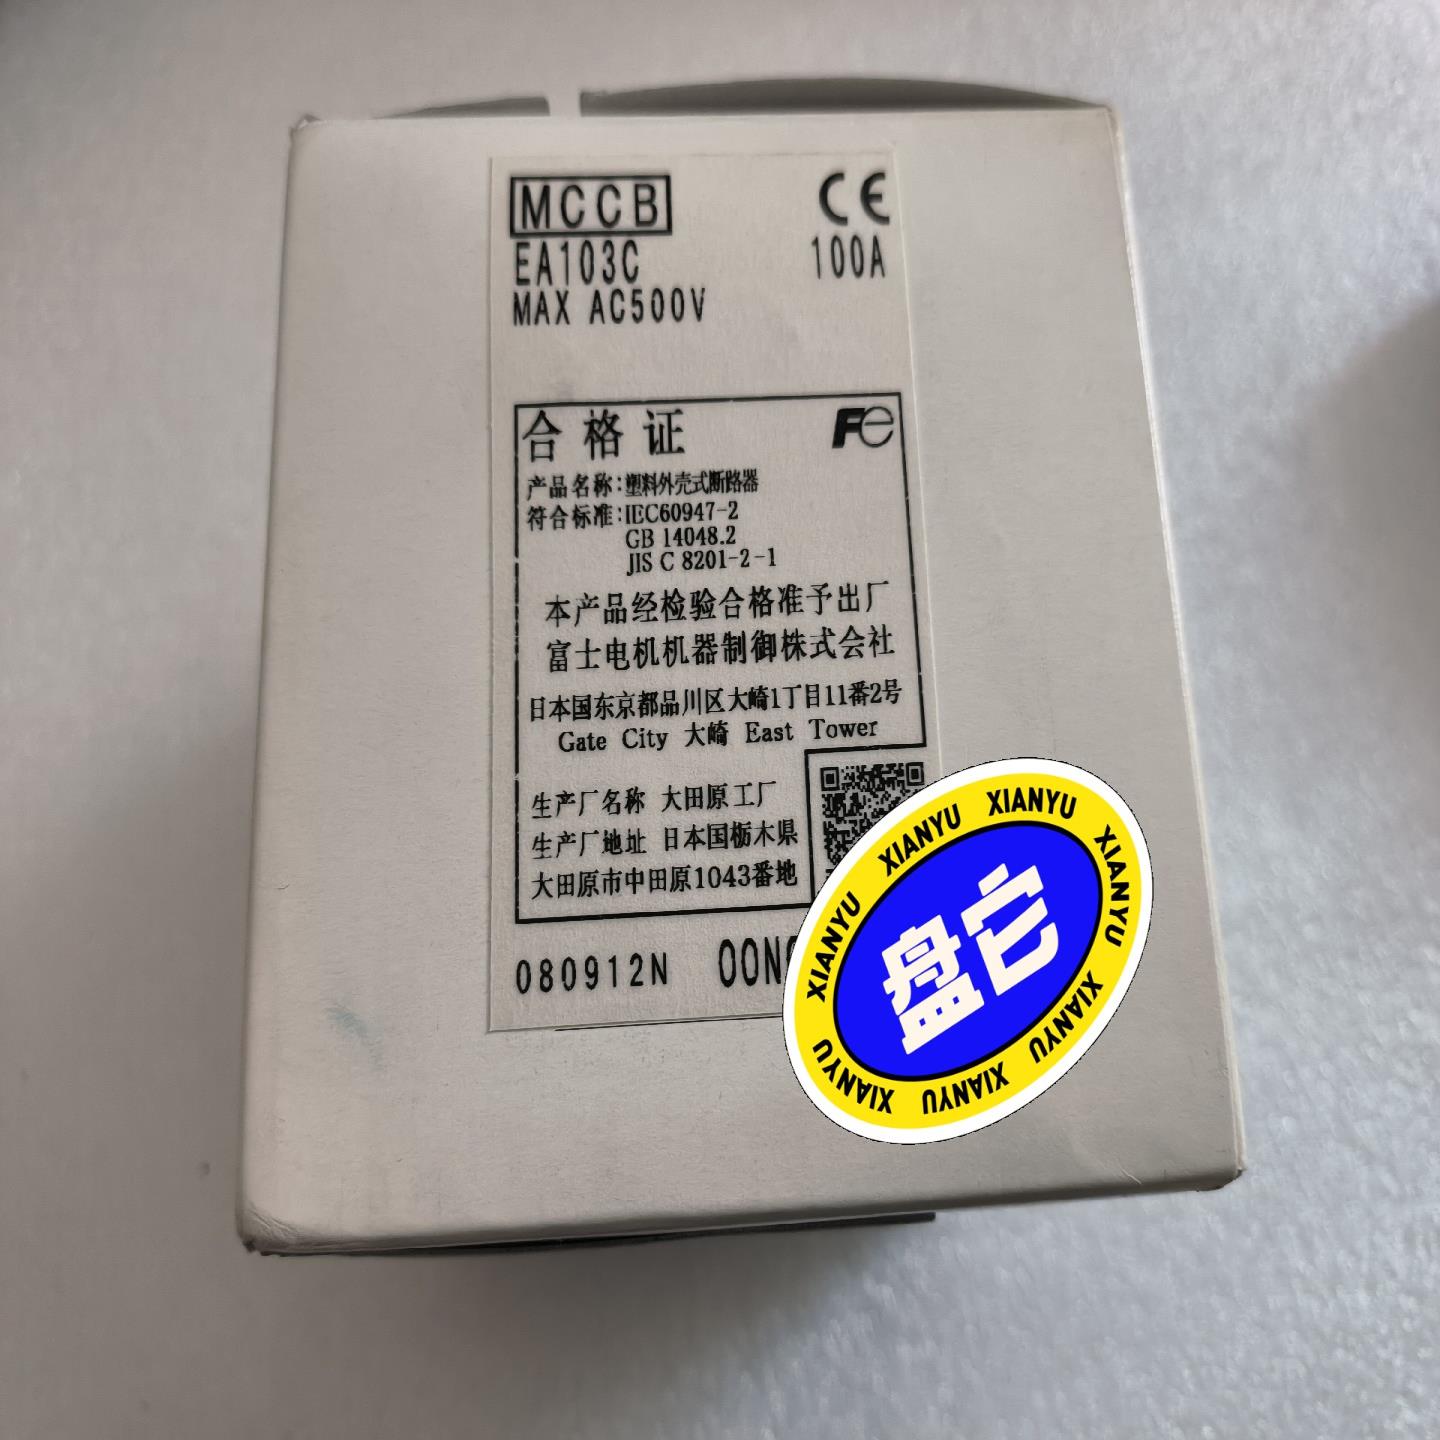 MCCB CE
EA103C 100A
MAX AC500V
合格证 Fe
产品名称:塑料外壳式断路器
符合标准:IEC60947-2
GB 14048.2
JIS C 8201-2-1
本产品经检验合格准予出厂
富士电机机器制御株式会社
日本国东京都品川区大崎1丁目11番2号
Gate City 大崎 East Tower
生产厂名称 大田原工厂
生产厂地址 日本国栃木県
大田原市中田原1043番地
080912N
XIANYU XIANYU XIANYU XIANYU XIANYU XIANYU XIANYU XIANYU XIANYU
盘它